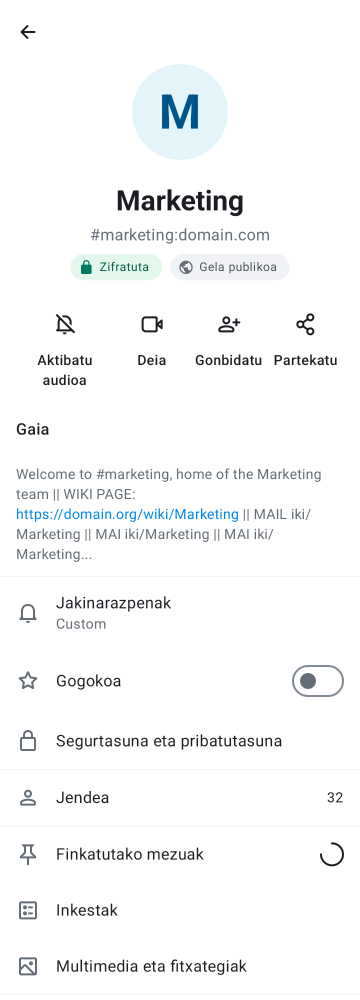 M
Marketing
#marketing:domain.com
Zifratuta
Gela publikoa
Aktibatu
audioa
Deia
Gonbidatu
Partekatu
Gaia
Welcome to #marketing, home of the Marketing
team || WIKI PAGE:
https://domain.org/wiki/Marketing || MAIL iki/
Marketing || MAI iki/Marketing || MAI iki/
Marketing...
Jakinarazpenak
Custom
Gogokoa
Segurtasuna eta pribatutasuna
Jendea
32
Finkatutako mezuak
Inkestak
Multimedia eta fitxategiak